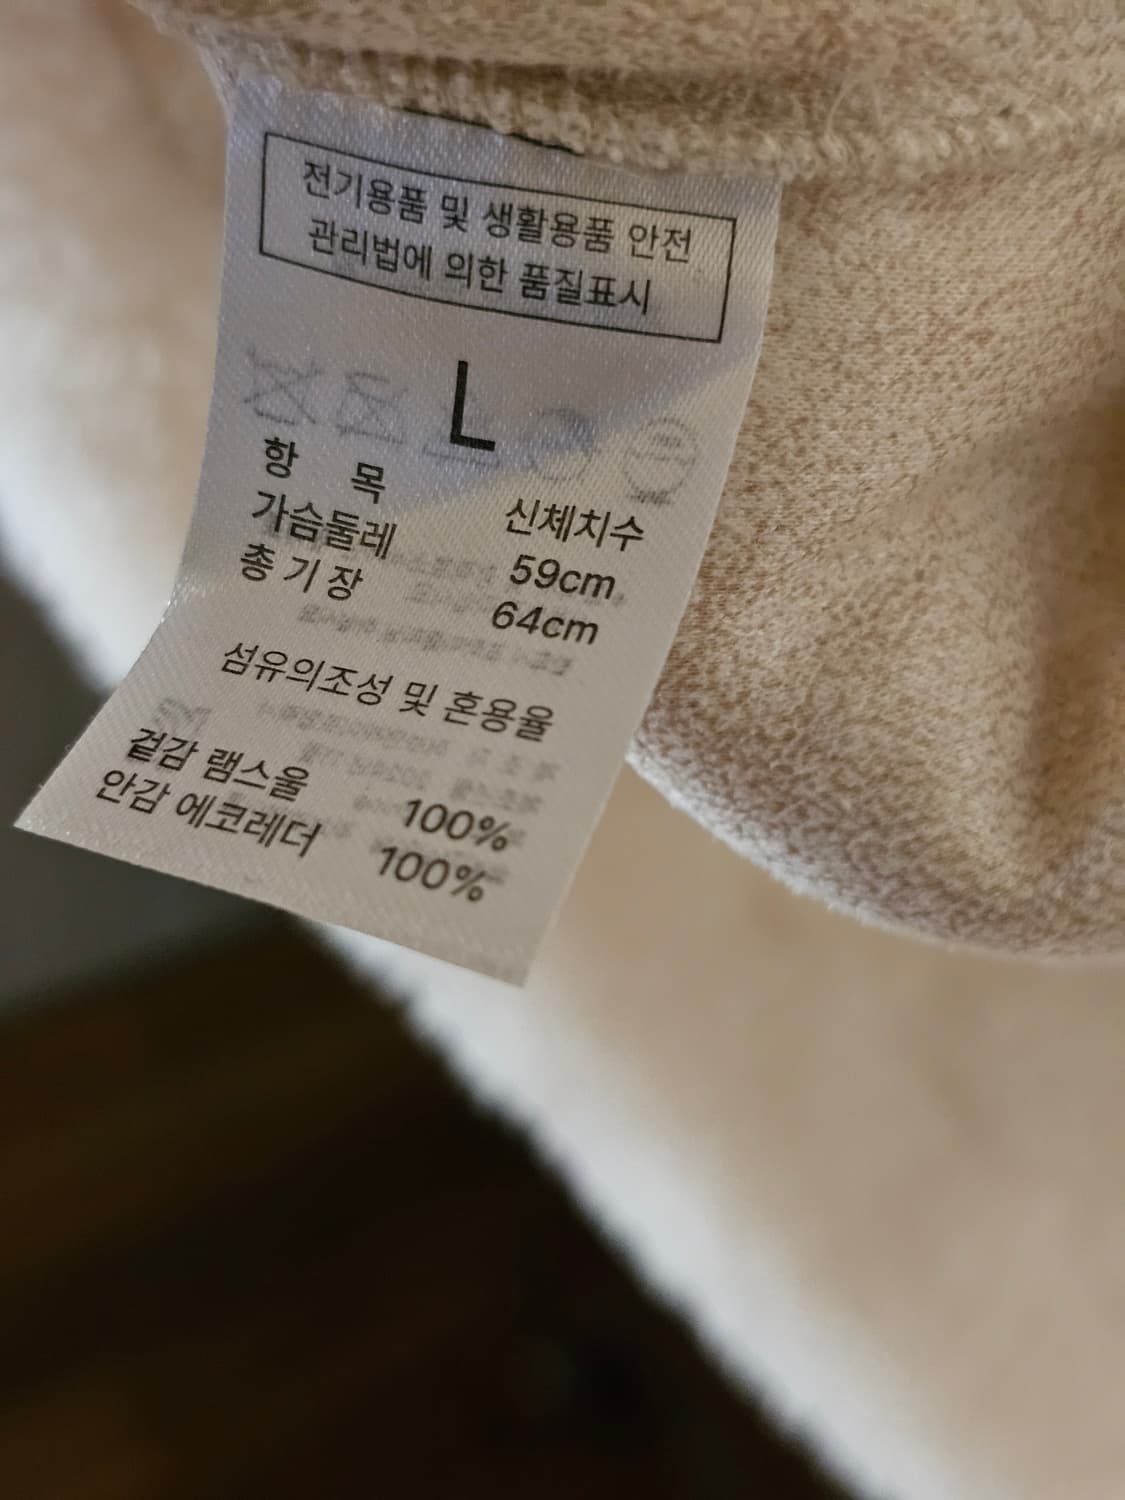 전기용품 및 생활용품 안전
관리법에 의한 품질표시
L
항 목 신체치수
가슴둘레 59cm
총 기 장 64cm
섬유의조성 및 혼용율
겉감 램스울 100%
안감 에코레더 100%